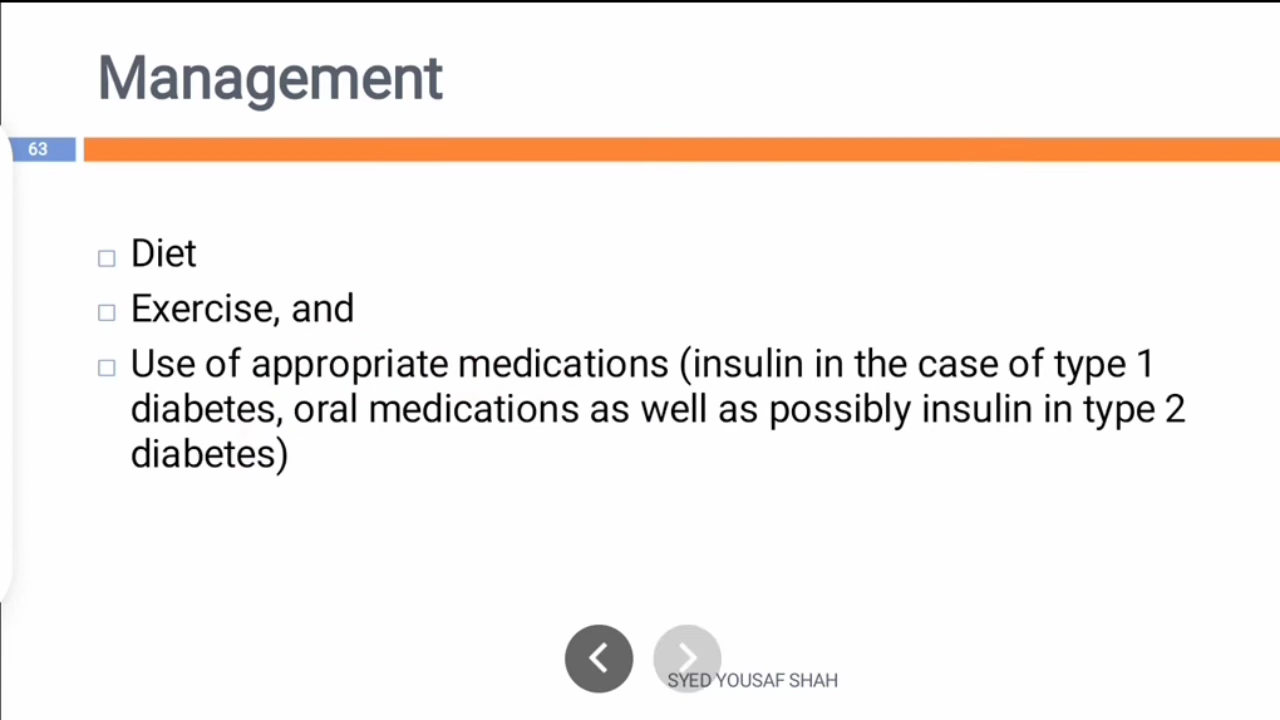 Management
63
Diet
Exercise, and
Use of appropriate medications (insulin in the case of type 1
diabetes, oral medications as well as possibly insulin in type 2
diabetes)
SYED YOUSAF SHAH